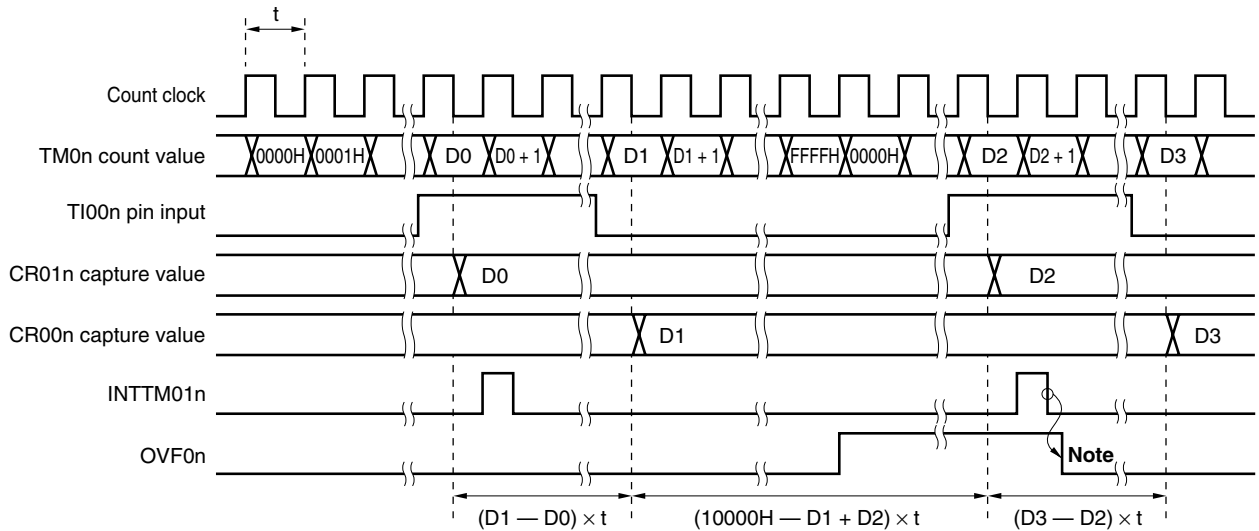 t
Count clock
TM0n count value 0000H 0001H D0 D0 + 1 D1 D1 + 1 FFFFH 0000H D2 D2 + 1 D3
TI00n pin input
CR01n capture value D0 D2
CR00n capture value D1 D3
INTTM01n
OVF0n Note
(D1 — D0) × t (10000H — D1 + D2) × t (D3 — D2) × t